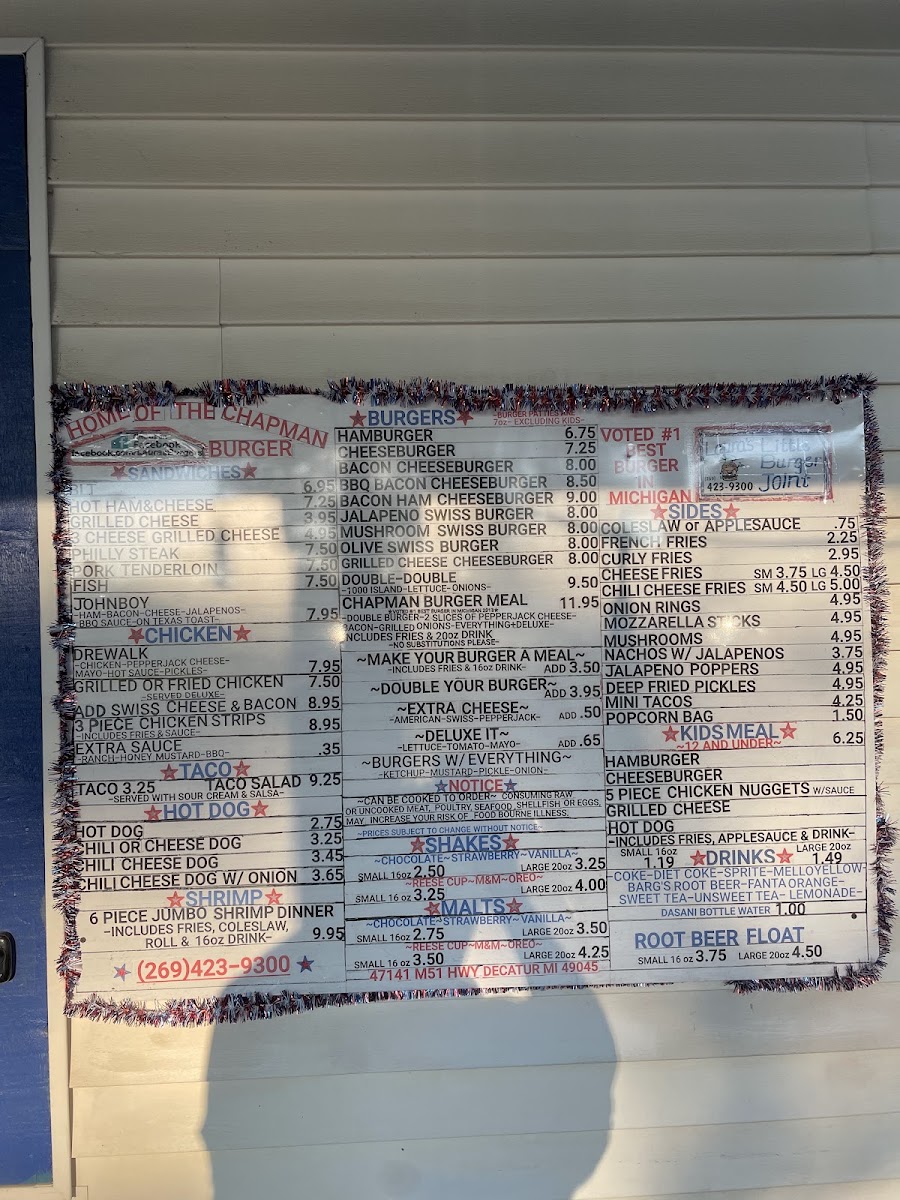 HOME OF THE CHAPMAN
facebook
BURGER
★SANDWICHES★
BLT 6.95
HOT HAM&CHEESE 7.25
GRILLED CHEESE 3.95
3 CHEESE GRILLED CHEESE 4.95
PHILLY STEAK 7.50
PORK TENDERLOIN 7.50
FISH 7.50
JOHNBOY
-HAM-BACON-CHEESE-JALAPENOS-
BBQ SAUCE-ON TEXAS TOAST- 7.95
★CHICKEN★
DREWALK
-CHICKEN-PEPPERJACK CHEESE-
MAYO-HOT SAUCE-PICKLES- 7.95
GRILLED OR FRIED CHICKEN 7.50
-SERVED DELUXE-
ADD SWISS CHEESE & BACON 8.95
3 PIECE CHICKEN STRIPS 8.95
-INCLUDES FRIES & SAUCE-
EXTRA SAUCE .35
-RANCH-HONEY MUSTARD-BBQ-
★TACO★
TACO 3.25 TACO SALAD 9.25
-SERVED WITH SOUR CREAM & SALSA-
★HOT DOG★
HOT DOG 2.75
CHILI OR CHEESE DOG 3.25
CHILI CHEESE DOG 3.45
CHILI CHEESE DOG W/ ONION 3.65
★SHRIMP★
6 PIECE JUMBO SHRIMP DINNER
-INCLUDES FRIES, COLESLAW,
ROLL & 16oz DRINK- 9.95
★ (269)423-9300 ★
★BURGERS★
-BURGER PATTIES ARE
7oz- EXCLUDING KIDS-
HAMBURGER 6.75
CHEESEBURGER 7.25
BACON CHEESEBURGER 8.00
BBQ BACON CHEESEBURGER 8.50
BACON HAM CHEESEBURGER 9.00
JALAPENO SWISS BURGER 8.00
MUSHROOM SWISS BURGER 8.00
OLIVE SWISS BURGER 8.00
GRILLED CHEESE BURGER 8.00
DOUBLE-DOUBLE 9.50
-1000 ISLAND-LETTUCE-ONIONS-
CHAPMAN BURGER MEAL 11.95
-DOUBLE BURGER-2 SLICES OF PEPPERJACK CHEESE-
BACON-GRILLED ONIONS-EVERYTHING+DELUXE-
INCLUDES FRIES & 20oz DRINK
-NO SUBSTITUTIONS PLEASE-
~MAKE YOUR BURGER A MEAL~
-INCLUDES FRIES & 16oz DRINK- ADD 3.50
~DOUBLE YOUR BURGER~
ADD 3.95
~EXTRA CHEESE~
-AMERICAN-SWISS-PEPPERJACK- ADD .50
~DELUXE IT~
-LETTUCE-TOMATO-MAYO- ADD .65
~BURGERS W/ EVERYTHING~
-KETCHUP-MUSTARD-PICKLE-ONION-
★NOTICE★
~CAN BE COOKED TO ORDER~ CONSUMING RAW
OR UNCOOKED MEAT, POULTRY, SEAFOOD, SHELLFISH OR EGGS,
MAY INCREASE YOUR RISK OF FOOD BOURNE ILLNESS.
~PRICES SUBJECT TO CHANGE WITHOUT NOTICE~
★SHAKES★
~CHOCOLATE~STRAWBERRY~VANILLA~
SMALL 16oz 2.50 LARGE 20oz 3.25
~REESE CUP~M&M~OREO~
SMALL 16 oz 3.25 LARGE 20oz 4.00
★MALTS★
~CHOCOLATE~STRAWBERRY~VANILLA~
SMALL 16oz 2.75 LARGE 20oz 3.50
~REESE CUP~M&M~OREO~
SMALL 16 oz 3.50 LARGE 20oz 4.25
47141 M51 HWY DECATUR MI 49045
VOTED #1
BEST
BURGER
IN
MICHIGAN
Laura's Little
Burger
Joint
423-9300
★SIDES★
COLESLAW or APPLESAUCE .75
FRENCH FRIES 2.25
CURLY FRIES 2.95
CHEESE FRIES SM 3.75 LG 4.50
CHILI CHEESE FRIES SM 4.50 LG 5.00
ONION RINGS 4.95
MOZZARELLA STICKS 4.95
MUSHROOMS 4.95
NACHOS W/ JALAPENOS 3.75
JALAPENO POPPERS 4.95
DEEP FRIED PICKLES 4.95
MINI TACOS 4.25
POPCORN BAG 1.50
★KIDS MEAL★
~12 AND UNDER~ 6.25
HAMBURGER
CHEESEBURGER
5 PIECE CHICKEN NUGGETS W/SAUCE
GRILLED CHEESE
HOT DOG
-INCLUDES FRIES, APPLESAUCE & DRINK-
SMALL 16oz 1.19 ★DRINKS★ LARGE 20oz 1.49
COKE-DIET COKE-SPRITE-MELLOYELLOW-
BARG'S ROOT BEER-FANTA ORANGE-
SWEET TEA-UNSWEET TEA- LEMONADE-
DASANI BOTTLE WATER 1.00
ROOT BEER FLOAT
SMALL 16 oz 3.75 LARGE 20oz 4.50